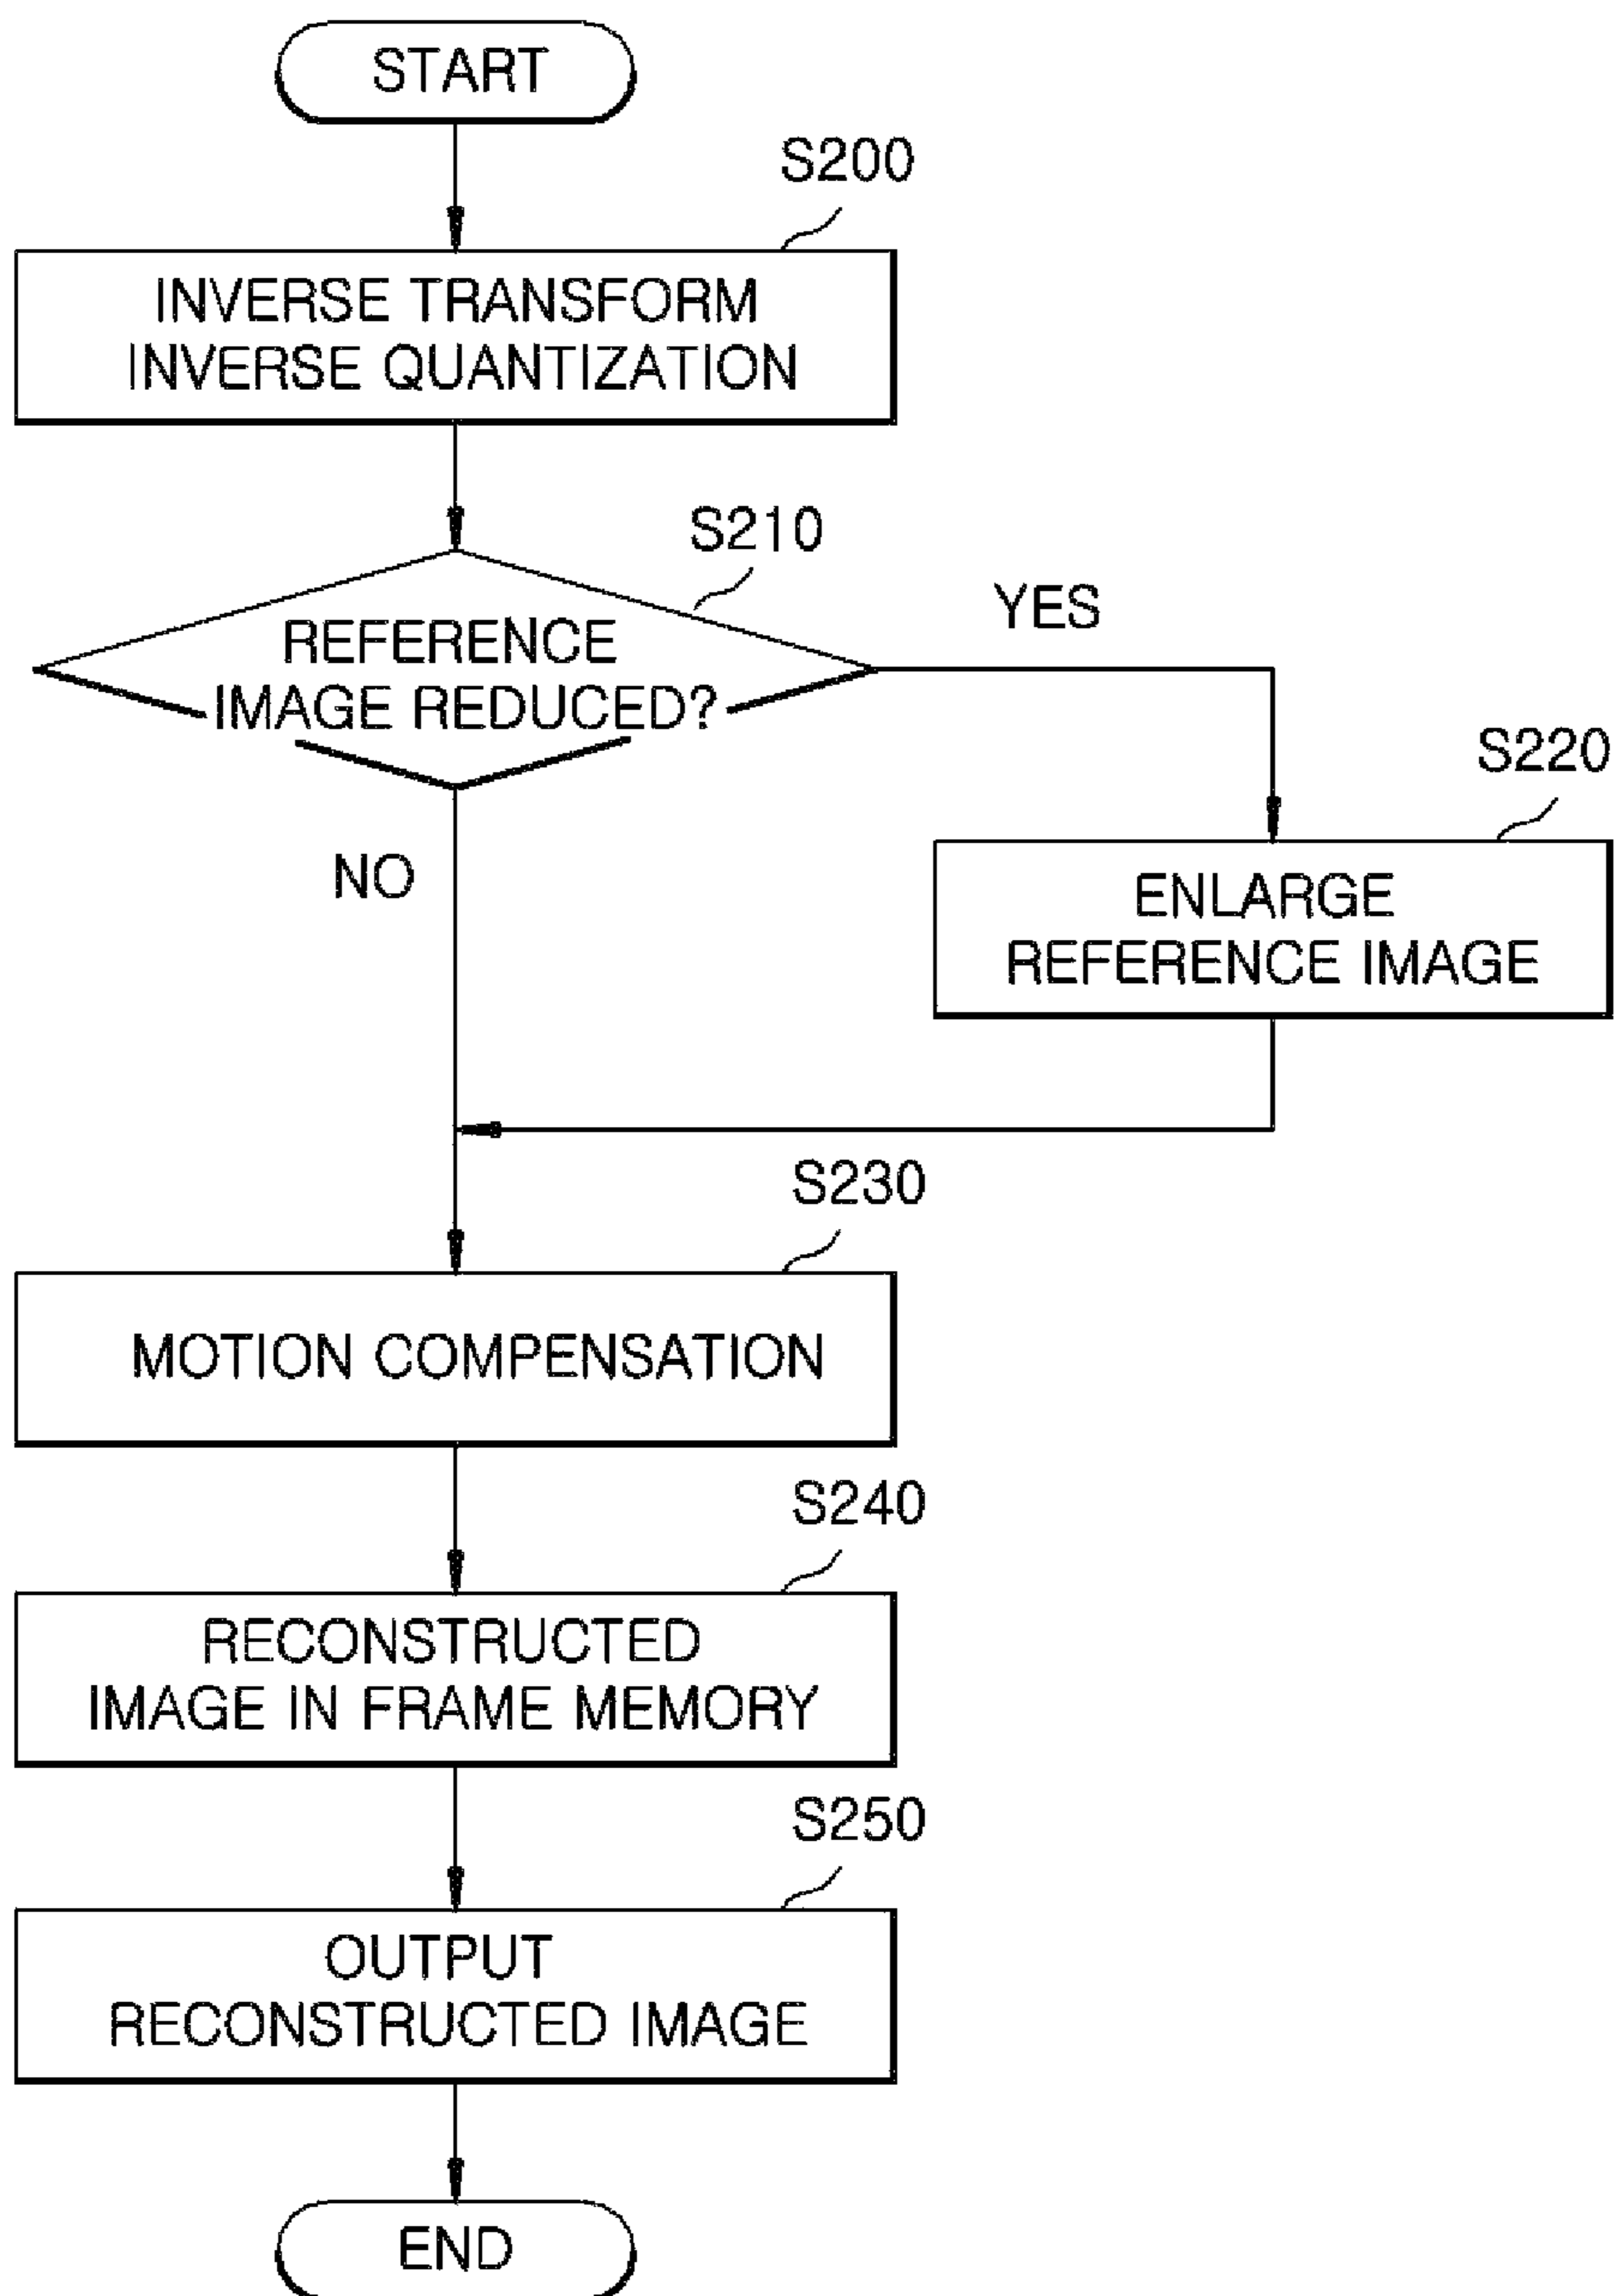 START
S200
INVERSE TRANSFORM
INVERSE QUANTIZATION
S210
REFERENCE
IMAGE REDUCED?
YES
NO
S220
ENLARGE
REFERENCE IMAGE
S230
MOTION COMPENSATION
S240
RECONSTRUCTED
IMAGE IN FRAME MEMORY
S250
OUTPUT
RECONSTRUCTED IMAGE
END